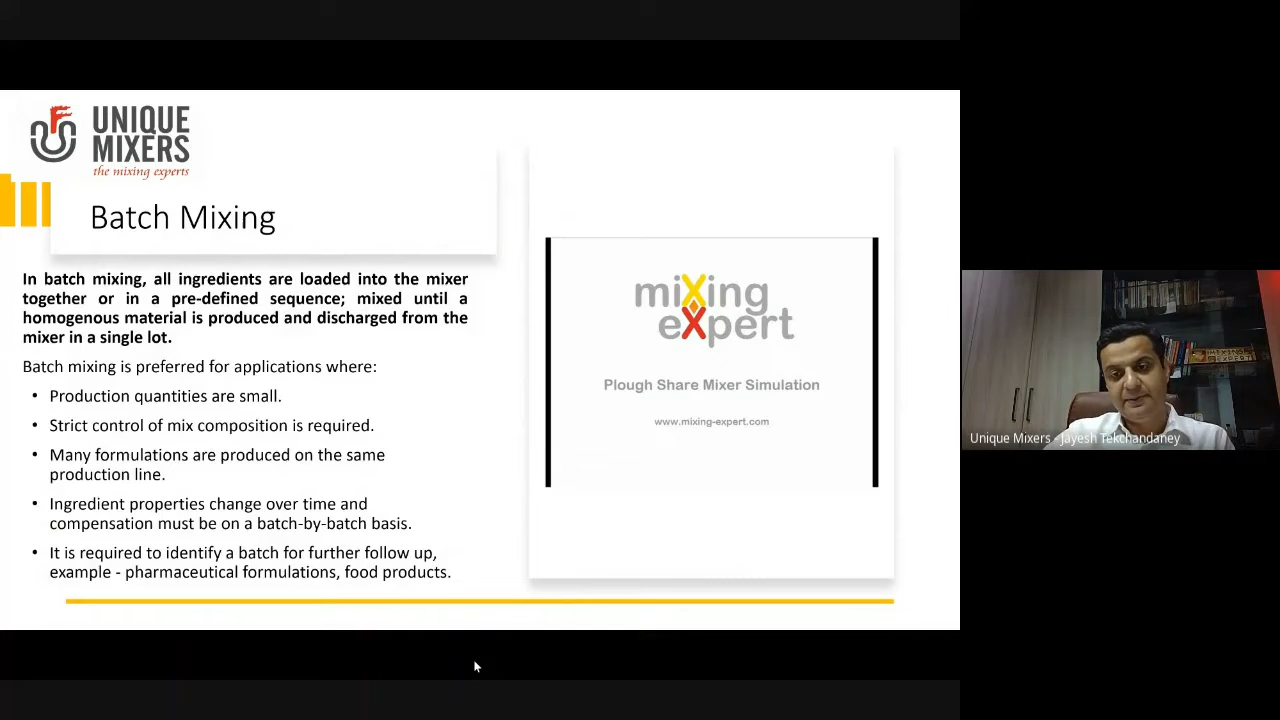 UNIQUE
MIXERS
the mixing experts
Batch Mixing
In batch mixing, all ingredients are loaded into the mixer
together or in a pre-defined sequence; mixed until a
homogenous material is produced and discharged from the
mixer in a single lot.
Batch mixing is preferred for applications where:
• Production quantities are small.
• Strict control of mix composition is required.
• Many formulations are produced on the same
production line.
• Ingredient properties change over time and
compensation must be on a batch-by-batch basis.
• It is required to identify a batch for further follow up,
example - pharmaceutical formulations, food products.
mixing
expert
Plough Share Mixer Simulation
www.mixing-expert.com
Unique Mixers - Jayesh Tekchandaney